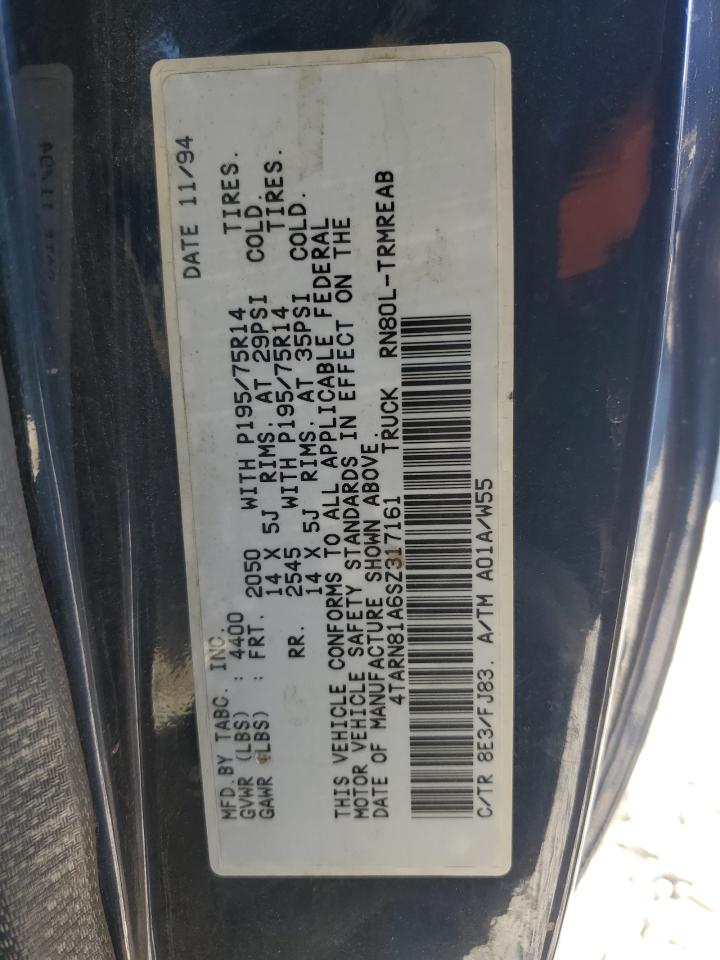 MFD.BY TABC. INC. DATE 11/94
GVWR (LBS) : 4400
GAWR (LBS) : FRT. 2050 WITH P195/75R14 TIRES.
14 X 5J RIMS. AT 29PSI COLD.
RR. 2545 WITH P195/75R14 TIRES.
14 X 5J RIMS. AT 35PSI COLD.
THIS VEHICLE CONFORMS TO ALL APPLICABLE FEDERAL
MOTOR VEHICLE SAFETY STANDARDS IN EFFECT ON THE
DATE OF MANUFACTURE SHOWN ABOVE.
4TARN81A6SZ317161 TRUCK RN80L-TRMREAB
C/TR 8E3/FJ83. A/TM A01A/W55